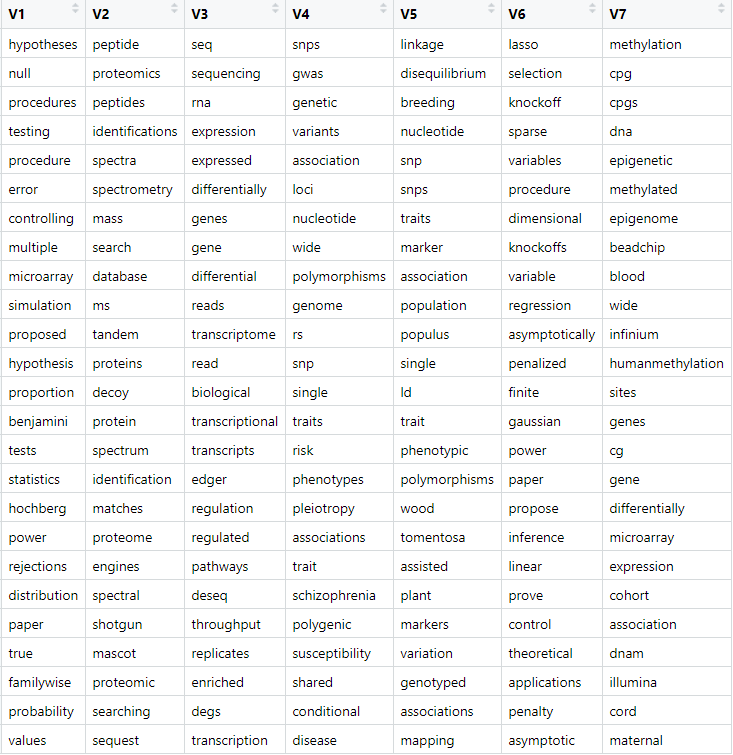 V1 V2 V3 V4 V5 V6 V7
hypotheses peptide seq snps linkage lasso methylation
null proteomics sequencing gwas disequilibrium selection cpg
procedures peptides rna genetic breeding knockoff cpgs
testing identifications expression variants nucleotide sparse dna
procedure spectra expressed association snp variables epigenetic
error spectrometry differentially loci snps procedure methylated
controlling mass genes nucleotide traits dimensional epigenome
multiple search gene wide marker knockoffs beadchip
microarray database differential polymorphisms association variable blood
simulation ms reads genome population regression wide
proposed tandem transcriptome rs populus asymptotically infinium
hypothesis proteins read snp single penalized humanmethylation
proportion decoy biological single ld finite sites
benjamini protein transcriptional traits trait gaussian genes
tests spectrum transcripts risk phenotypic power cg
statistics identification edger phenotypes polymorphisms paper gene
hochberg matches regulation pleiotropy wood propose differentially
power proteome regulated associations tomentosa inference microarray
rejections engines pathways trait assisted linear expression
distribution spectral deseq schizophrenia plant prove cohort
paper shotgun throughput polygenic markers control association
true mascot replicates susceptibility variation theoretical dnam
familywise proteomic enriched shared genotyped applications illumina
probability searching degs conditional associations penalty cord
values sequest transcription disease mapping asymptotic maternal